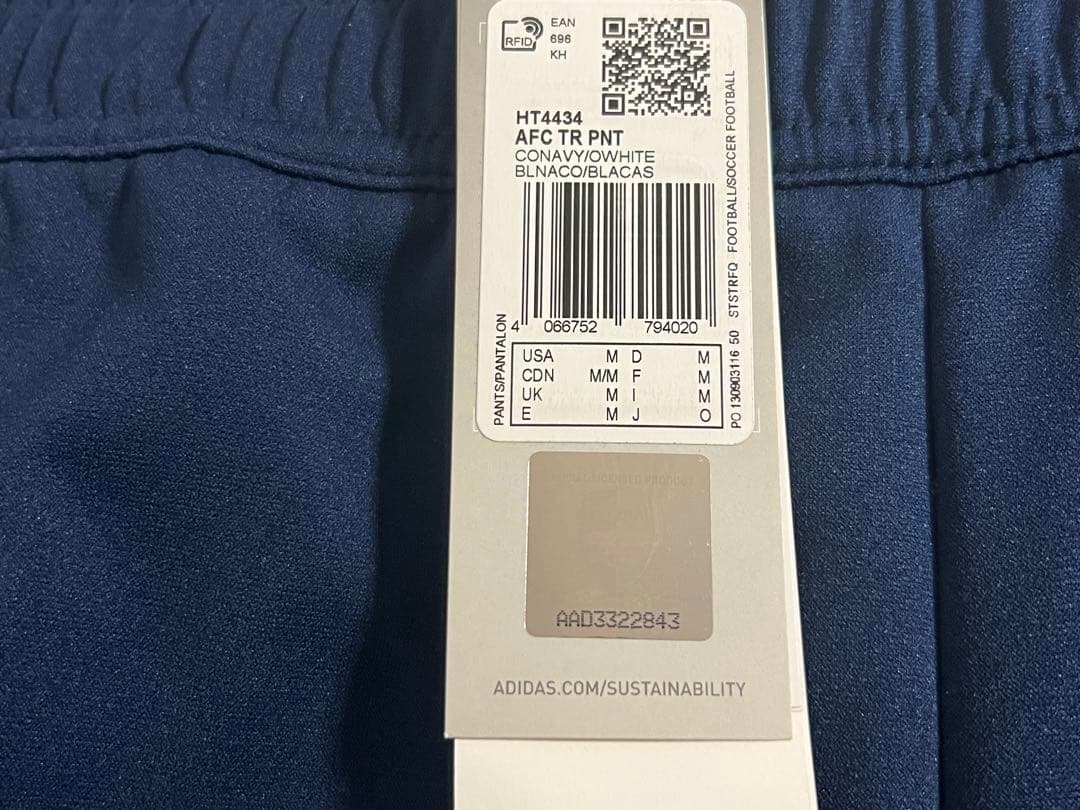 RFID
EAN
696
KH
HT4434
AFC TR PNT
CONAVY/OWHITE
BLNACO/BLACAS
4 066752 794020
PANTS/PANTALON
USA M D M
CDN M/M F M
UK M I M
E M J O
PO 130903116 50 STSTRFQ FOOTBALL/SOCCER FOOTBALL
AAD3322843
ADIDAS.COM/SUSTAINABILITY